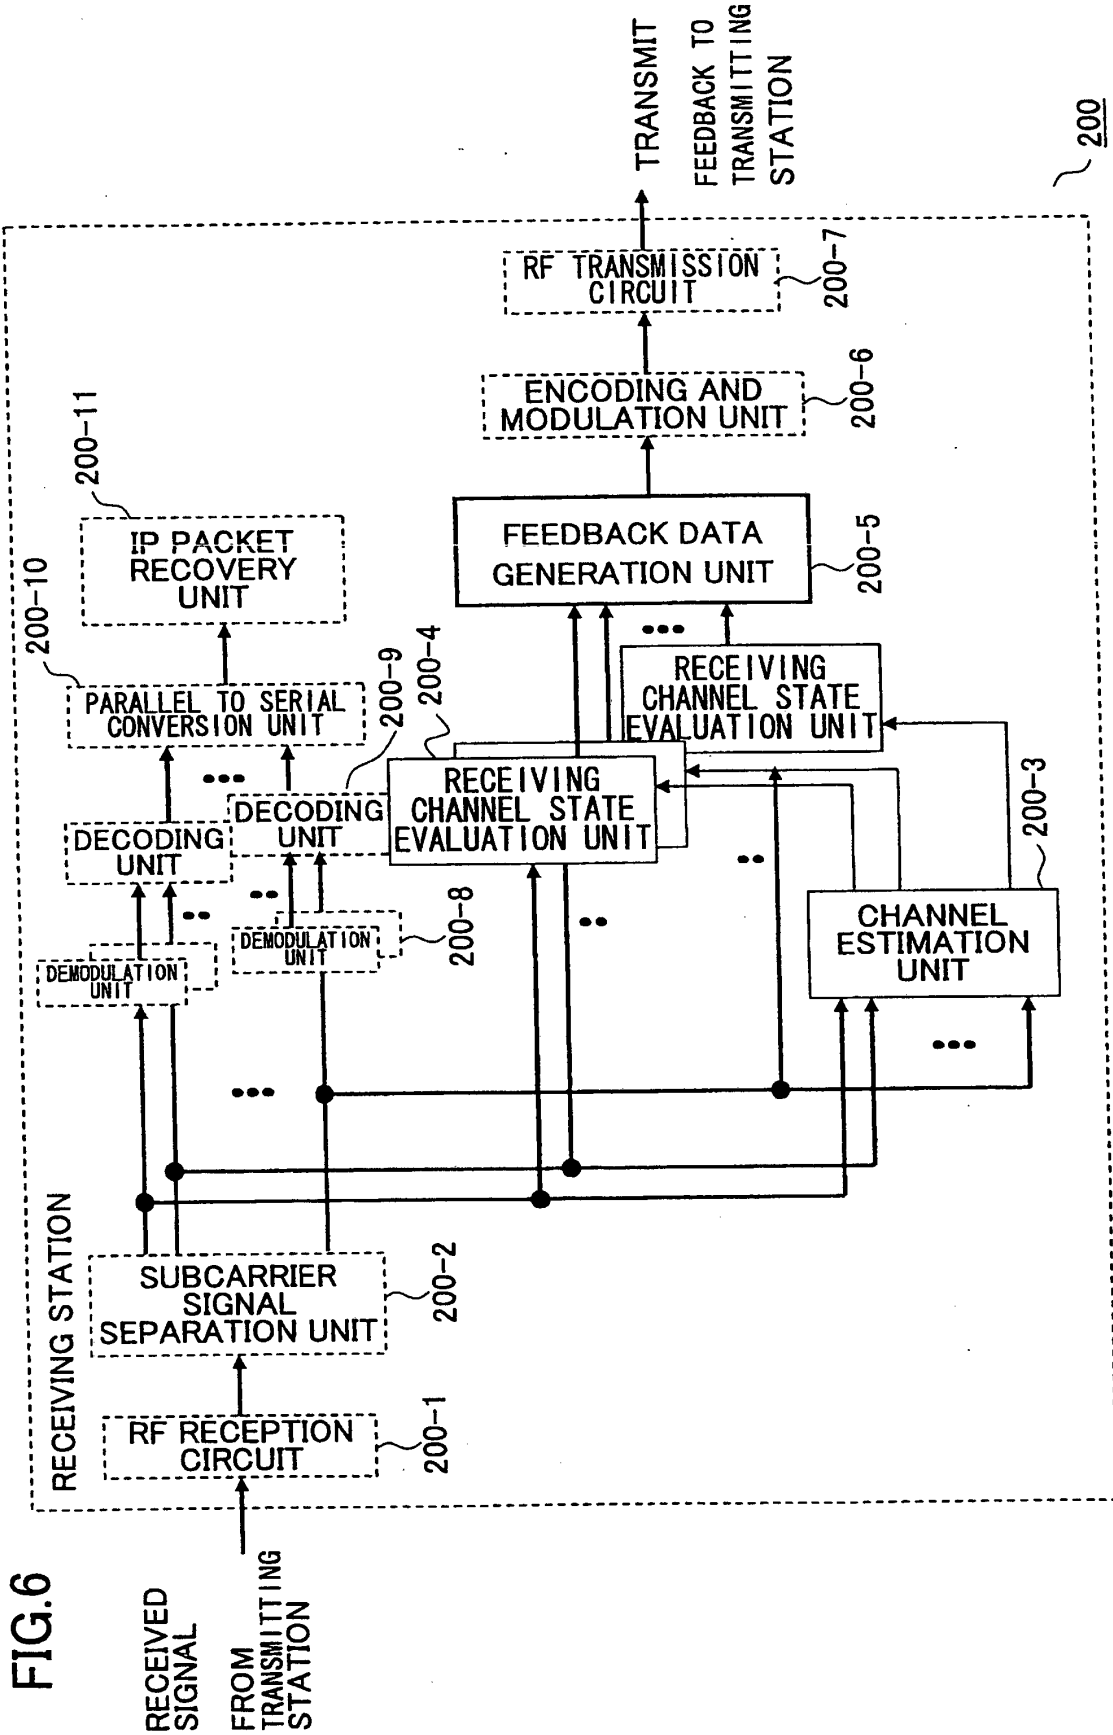 FIG.6
RECEIVED
SIGNAL
FROM
TRANSMITTING
STATION
RECEIVING STATION
RF RECEPTION
CIRCUIT
200-1
SUBCARRIER
SIGNAL
SEPARATION UNIT
200-2
DEMODULATION
UNIT
DEMODULATION
UNIT
200-8
DECODING
UNIT
DECODING
UNIT
200-9
PARALLEL TO SERIAL
CONVERSION UNIT
200-10
IP PACKET
RECOVERY
UNIT
200-11
RECEIVING
CHANNEL STATE
EVALUATION UNIT
200-4
RECEIVING
CHANNEL STATE
EVALUATION UNIT
CHANNEL
ESTIMATION
UNIT
200-3
FEEDBACK DATA
GENERATION UNIT
200-5
ENCODING AND
MODULATION UNIT
200-6
RF TRANSMISSION
CIRCUIT
200-7
TRANSMIT
FEEDBACK TO
TRANSMITTING
STATION
200